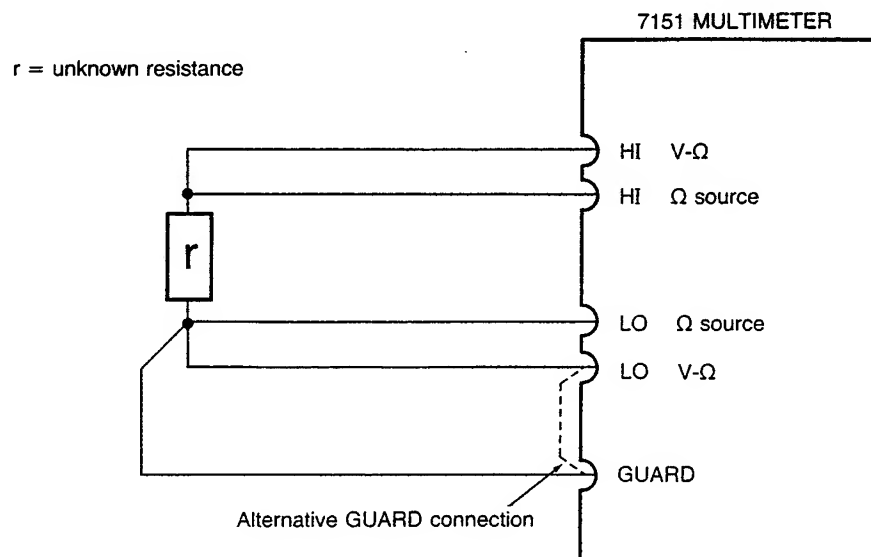 7151 MULTIMETER
r = unknown resistance
HI V-Ω
HI Ω source
r
LO Ω source
LO V-Ω
GUARD
Alternative GUARD connection